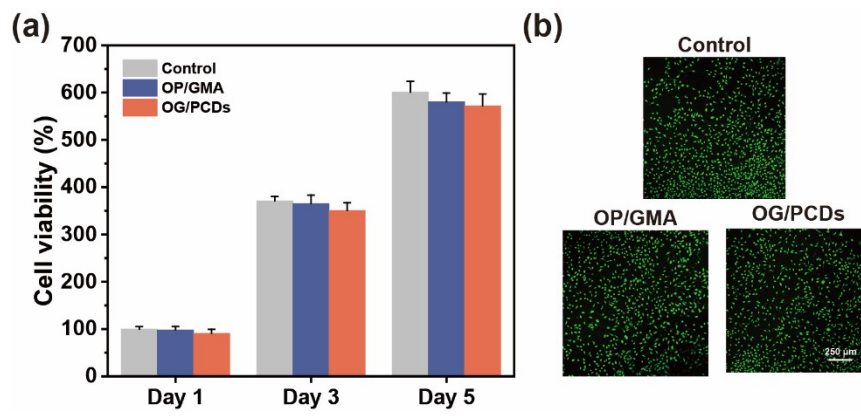 (a)
700
600
500
400
300
200
100
0
Cell viability (%)
Control
OP/GMA
OG/PCDs
Day 1
Day 3
Day 5
(b)
Control
OP/GMA
OG/PCDs
250 μm